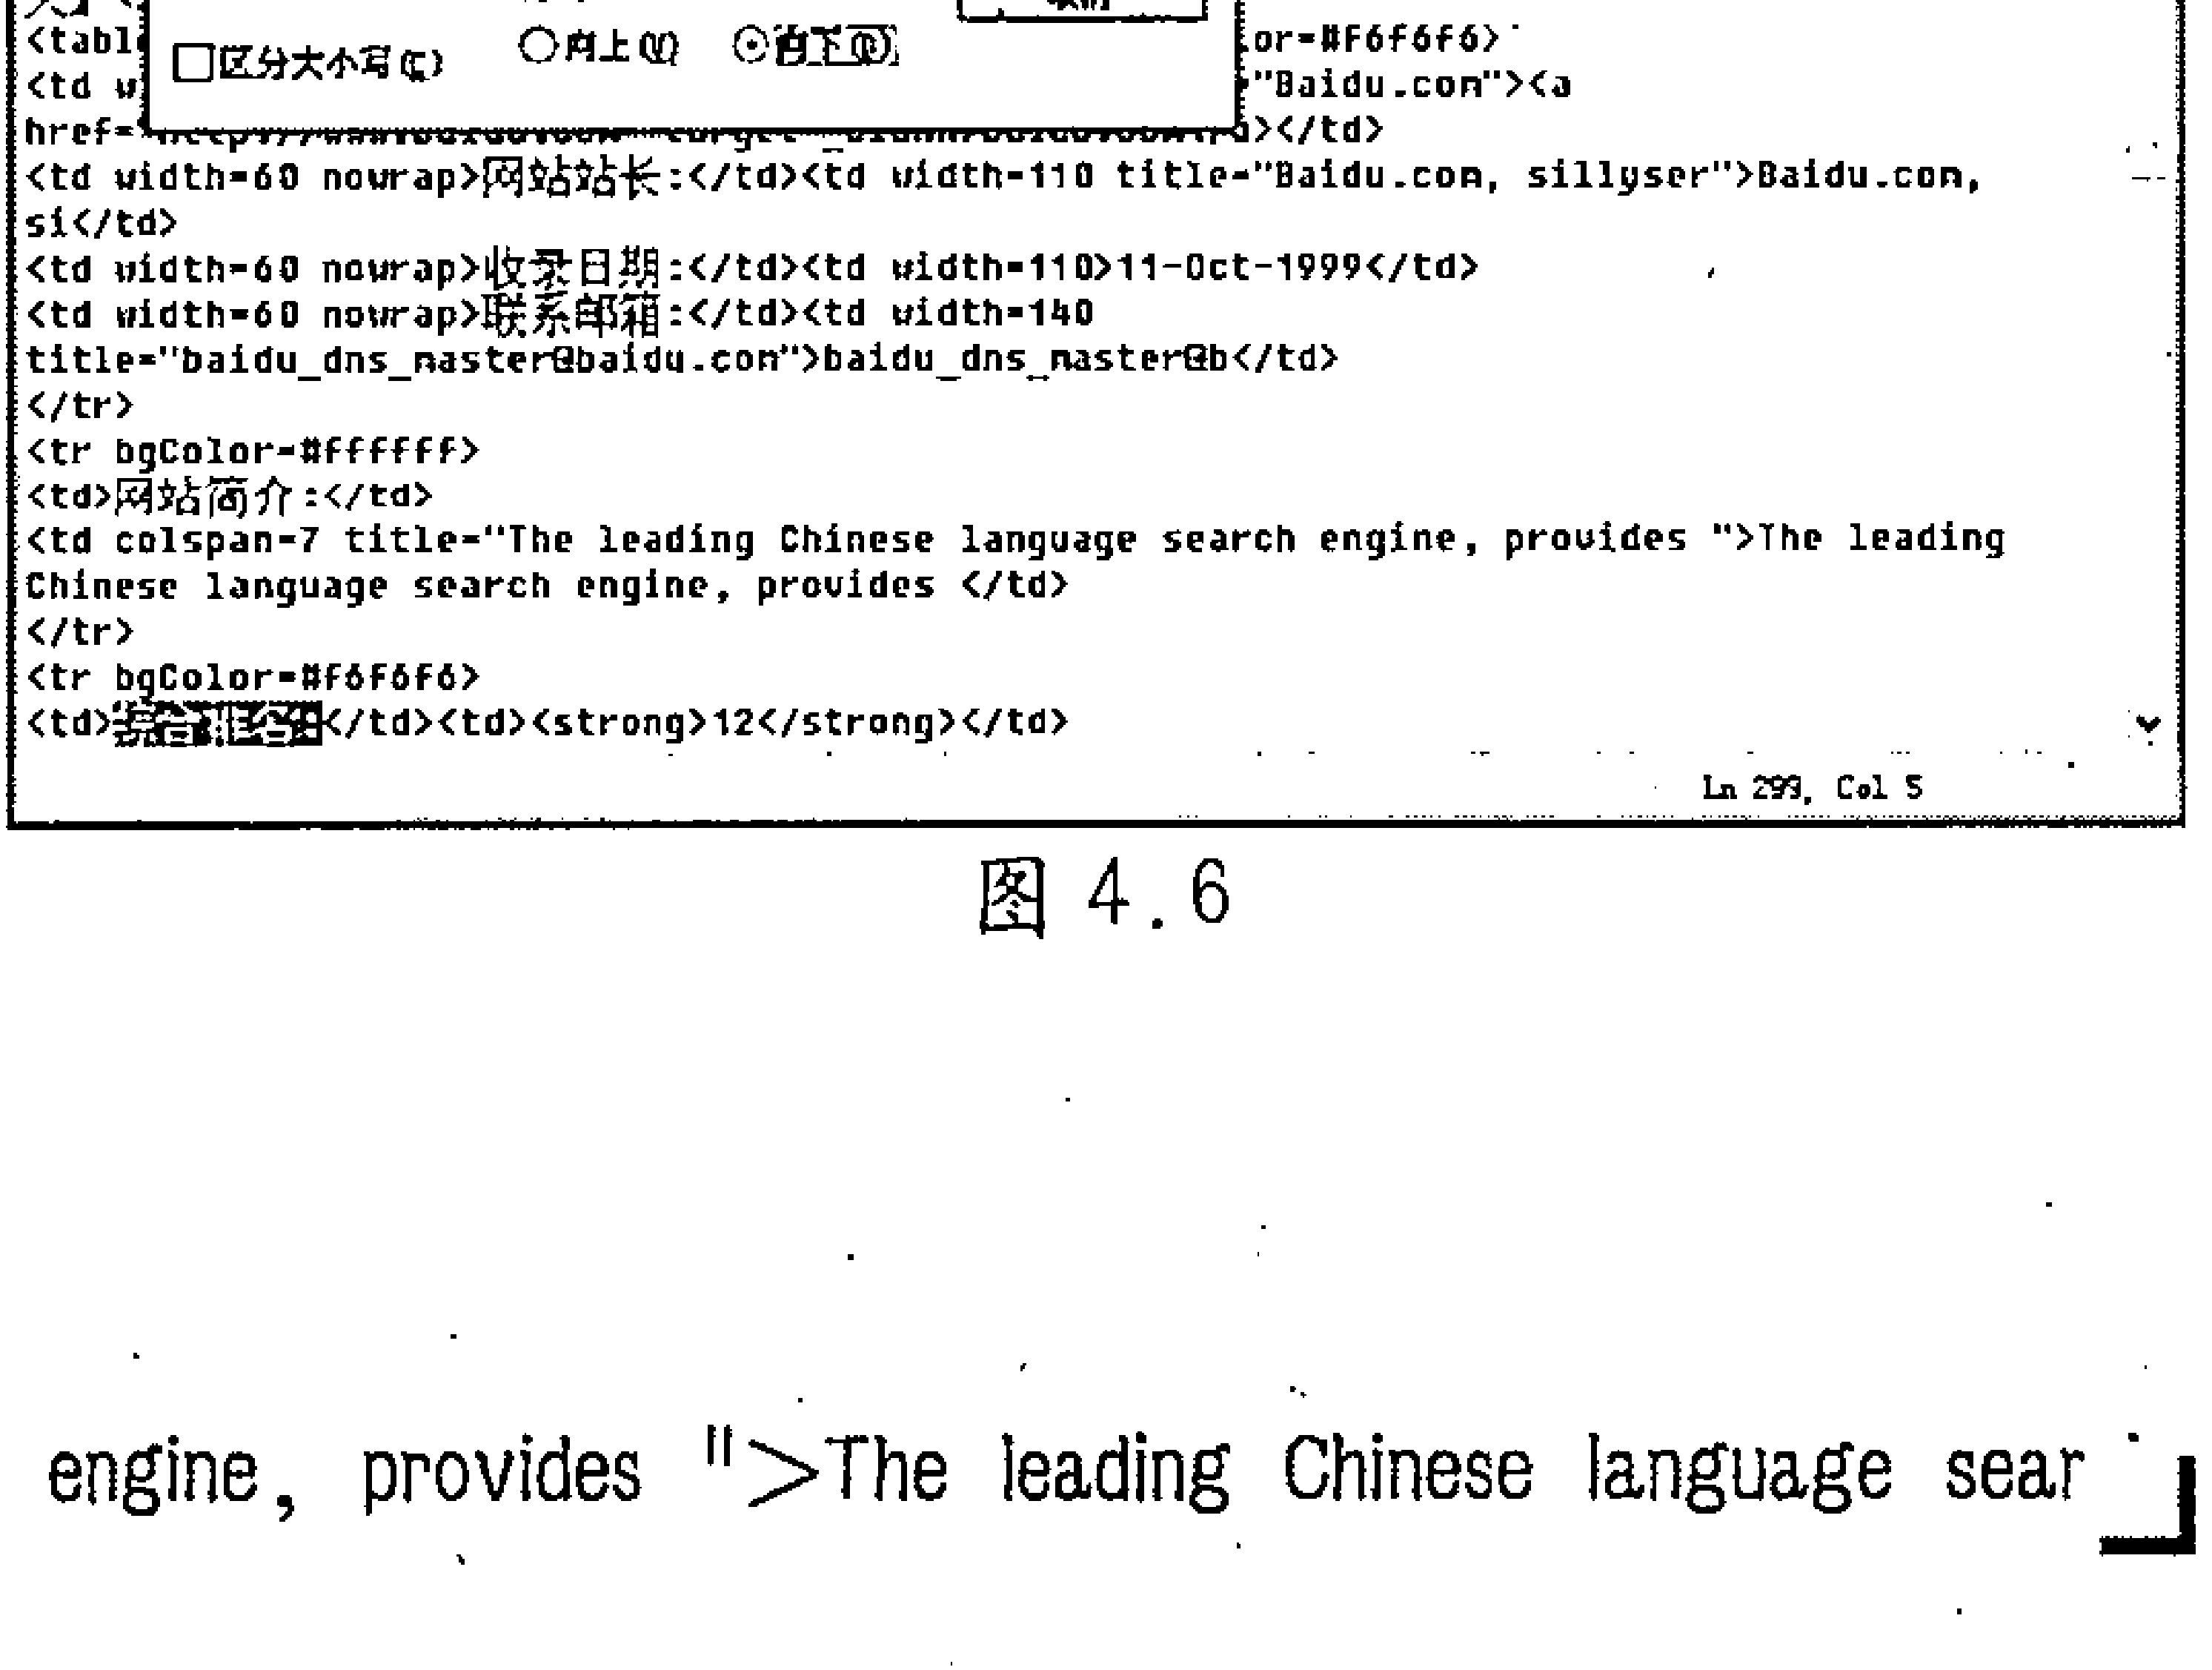 <tabl
or=#F6f6f6>
区分大小写(C) 向上(U) 向下(D)
<td w
="Baidu.com"><a
href="
></td>
<td width=60 nowrap>网站站长:</td><td width=110 title="Baidu.com, sillyser">Baidu.com,
si</td>
<td width=60 nowrap>收录日期:</td><td width=110>11-Oct-1999</td>
<td width=60 nowrap>联系邮箱:</td><td width=140
title="baidu_dns_master@baidu.com">baidu_dns_master@b</td>
</tr>
<tr bgColor=#ffffff>
<td>网站简介:</td>
<td colspan=7 title="The leading Chinese language search engine, provides ">The leading
Chinese language search engine, provides </td>
</tr>
<tr bgColor=#f6f6f6>
<td>综合排名:</td><td><strong>12</strong></td>
Ln 299, Col 5
图 4.6
engine, provides ">The leading Chinese language sear